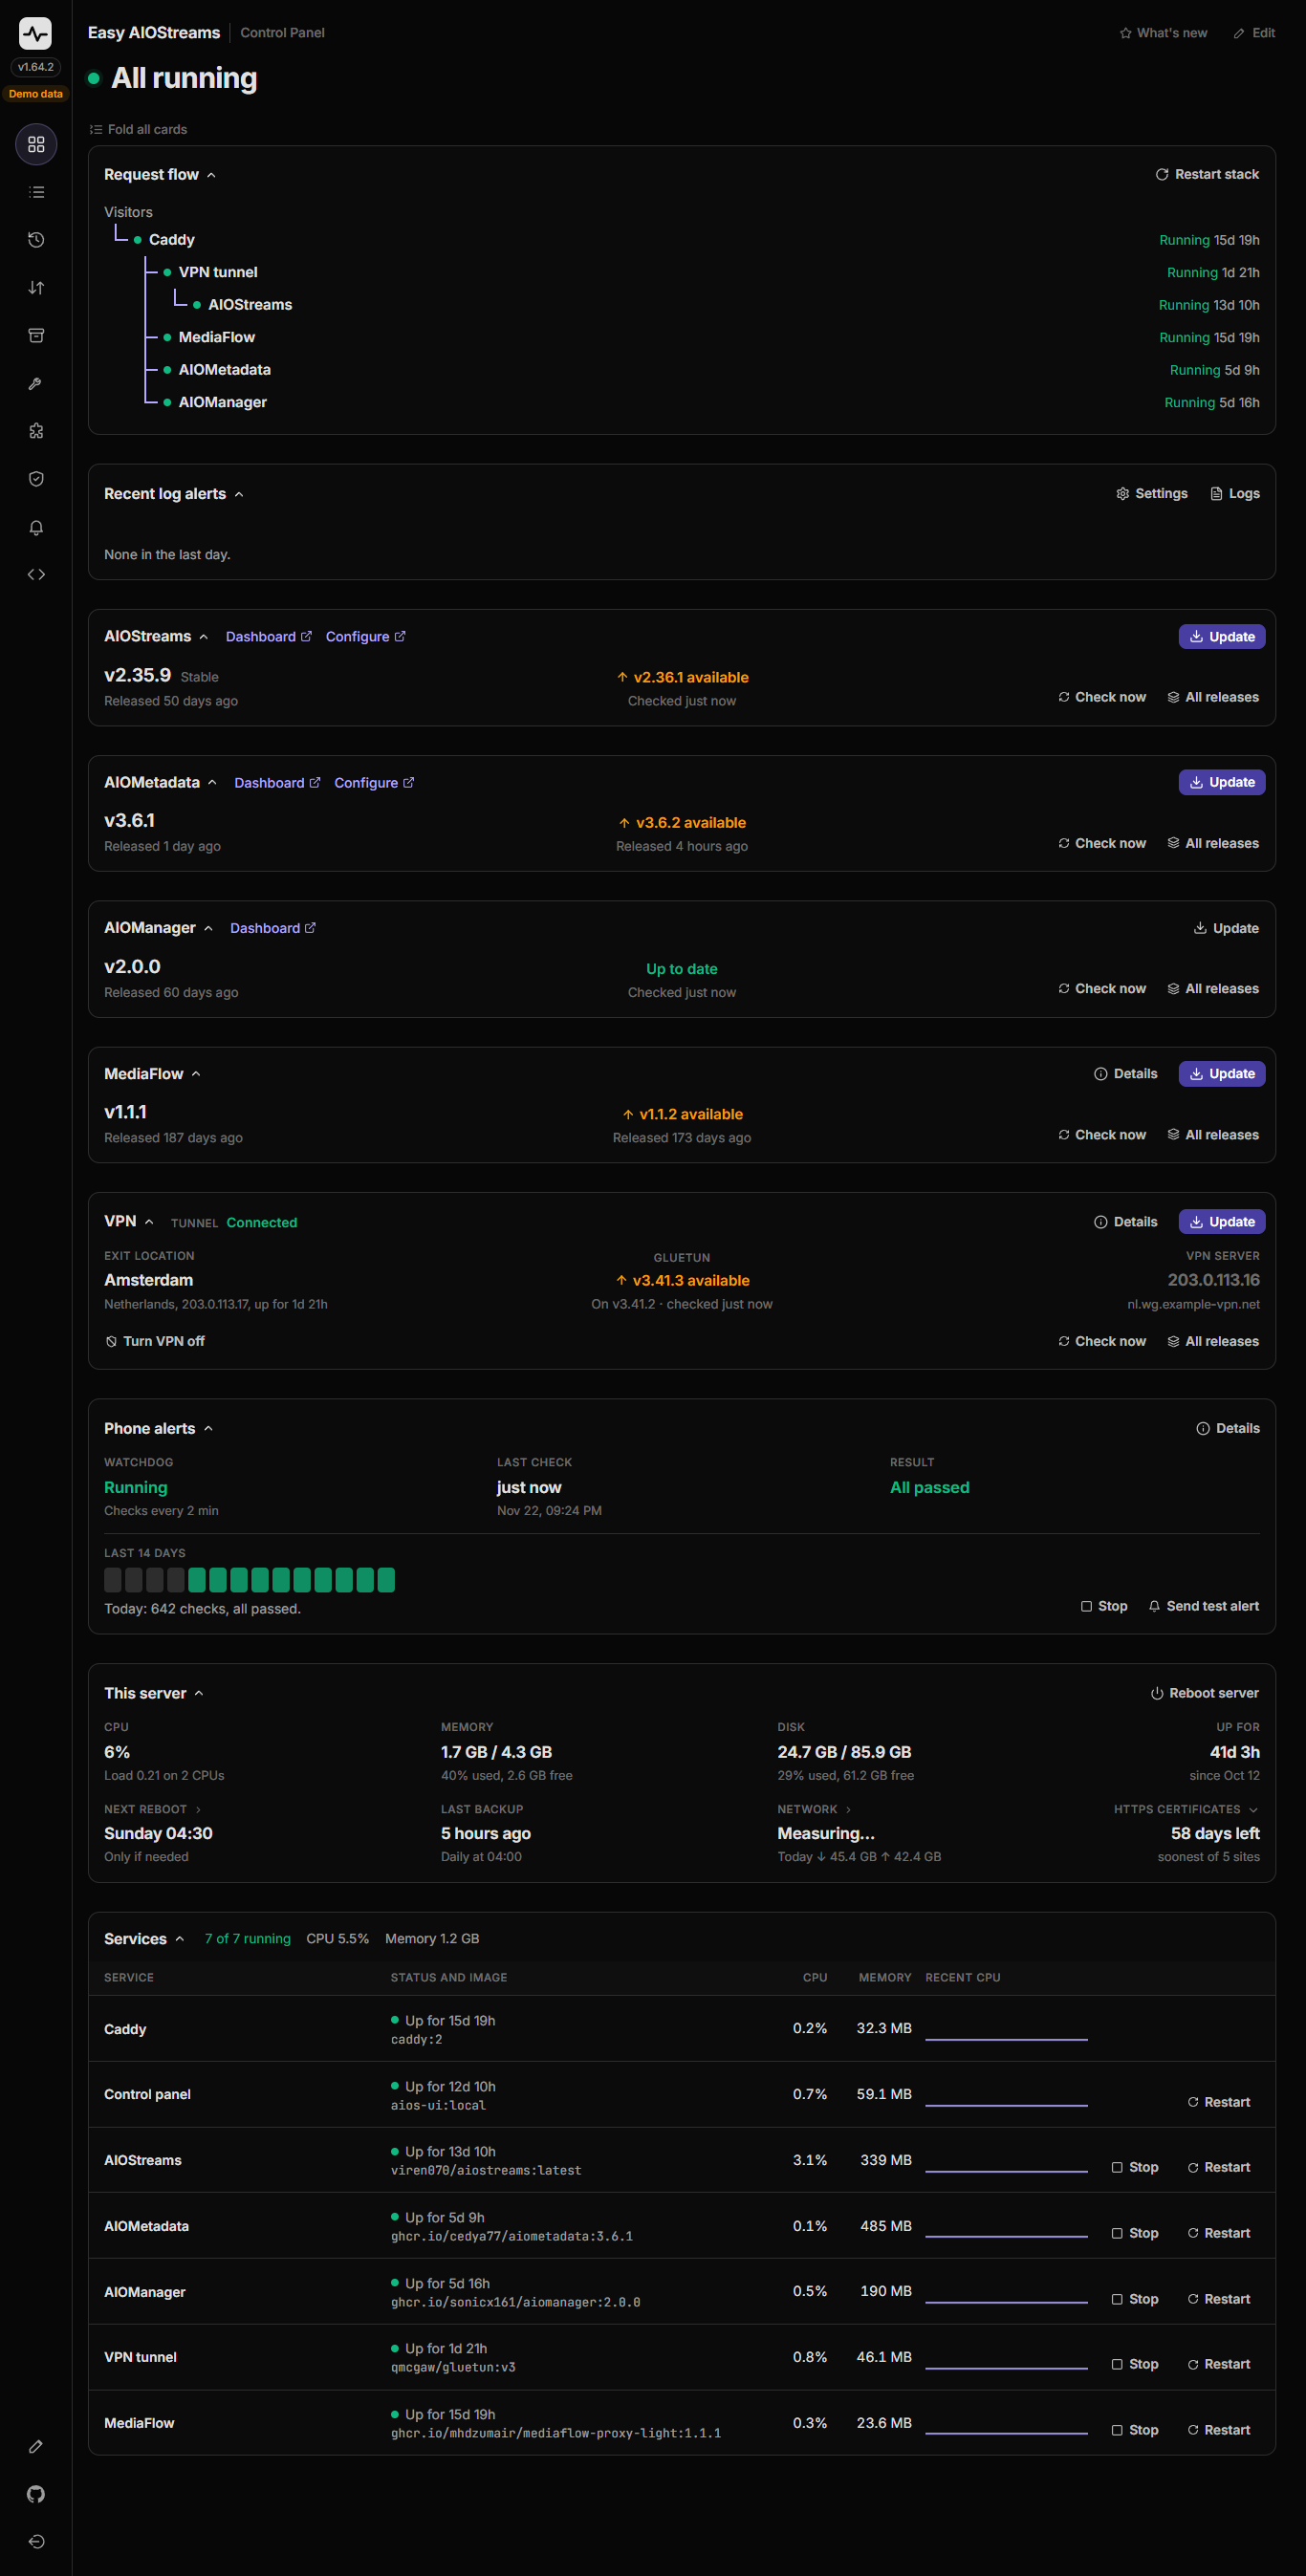 Easy AIOStreams
Control Panel
What's new
Edit
v1.64.2
Demo data
All running
Fold all cards
Request flow
Restart stack
Visitors
Caddy
Running 15d 19h
VPN tunnel
Running 1d 21h
AIOStreams
Running 13d 10h
MediaFlow
Running 15d 19h
AIOMetadata
Running 5d 9h
AIOManager
Running 5d 16h
Recent log alerts
Settings
Logs
None in the last day.
AIOStreams
Dashboard
Configure
Update
v2.35.9 Stable
v2.36.1 available
Released 50 days ago
Checked just now
Check now
All releases
AIOMetadata
Dashboard
Configure
Update
v3.6.1
v3.6.2 available
Released 1 day ago
Released 4 hours ago
Check now
All releases
AIOManager
Dashboard
Update
v2.0.0
Up to date
Released 60 days ago
Checked just now
Check now
All releases
MediaFlow
Details
Update
v1.1.1
v1.1.2 available
Released 187 days ago
Released 173 days ago
Check now
All releases
VPN
TUNNEL Connected
Details
Update
EXIT LOCATION
GLUETUN
VPN SERVER
Amsterdam
v3.41.3 available
203.0.113.16
Netherlands, 203.0.113.17, up for 1d 21h
On v3.41.2 · checked just now
nl.wg.example-vpn.net
Turn VPN off
Check now
All releases
Phone alerts
Details
WATCHDOG
LAST CHECK
RESULT
Running
just now
All passed
Checks every 2 min
Nov 22, 09:24 PM
LAST 14 DAYS
Today: 642 checks, all passed.
Stop
Send test alert
This server
Reboot server
CPU
MEMORY
DISK
UP FOR
6%
1.7 GB / 4.3 GB
24.7 GB / 85.9 GB
41d 3h
Load 0.21 on 2 CPUs
40% used, 2.6 GB free
29% used, 61.2 GB free
since Oct 12
NEXT REBOOT
LAST BACKUP
NETWORK
HTTPS CERTIFICATES
Sunday 04:30
5 hours ago
Measuring...
58 days left
Only if needed
Daily at 04:00
Today ↓ 45.4 GB ↑ 42.4 GB
soonest of 5 sites
Services
7 of 7 running
CPU 5.5%
Memory 1.2 GB
SERVICE
STATUS AND IMAGE
CPU
MEMORY
RECENT CPU
Caddy
Up for 15d 19h
caddy:2
0.2%
32.3 MB
Control panel
Up for 12d 10h
aios-ui:local
0.7%
59.1 MB
Restart
AIOStreams
Up for 13d 10h
viren070/aiostreams:latest
3.1%
339 MB
Stop
Restart
AIOMetadata
Up for 5d 9h
ghcr.io/cedya77/aiometadata:3.6.1
0.1%
485 MB
Stop
Restart
AIOManager
Up for 5d 16h
ghcr.io/sonicx161/aiomanager:2.0.0
0.5%
190 MB
Stop
Restart
VPN tunnel
Up for 1d 21h
qmcgaw/gluetun:v3
0.8%
46.1 MB
Stop
Restart
MediaFlow
Up for 15d 19h
ghcr.io/mhdzumair/mediaflow-proxy-light:1.1.1
0.3%
23.6 MB
Stop
Restart